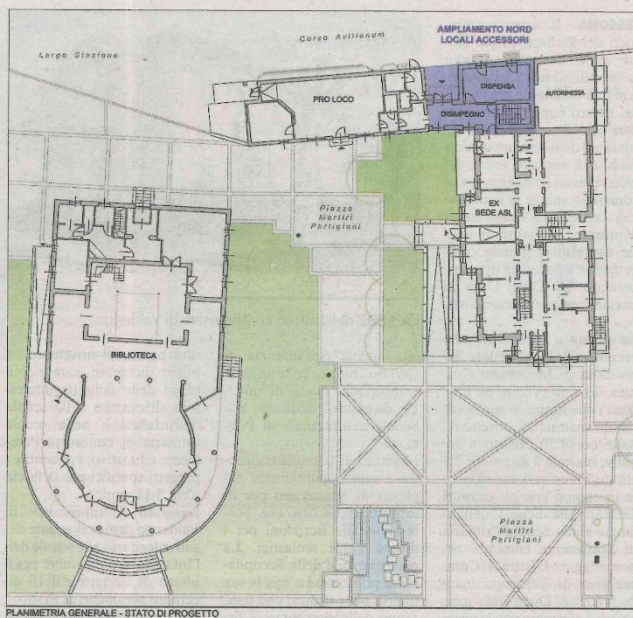 AMPLIAMENTO NORD
LOCALI ACCESSORI
Corso Avilianum
Largo Stazione
DISPENSA
AUTORIMESSA
PRO LOCO
DISIMPEGNO
EX
SEDE ASL
Piazza
Martiri
Partigiani
BIBLIOTECA
Piazza
Martiri
Partigiani
PLANIMETRIA GENERALE - STATO DI PROGETTO